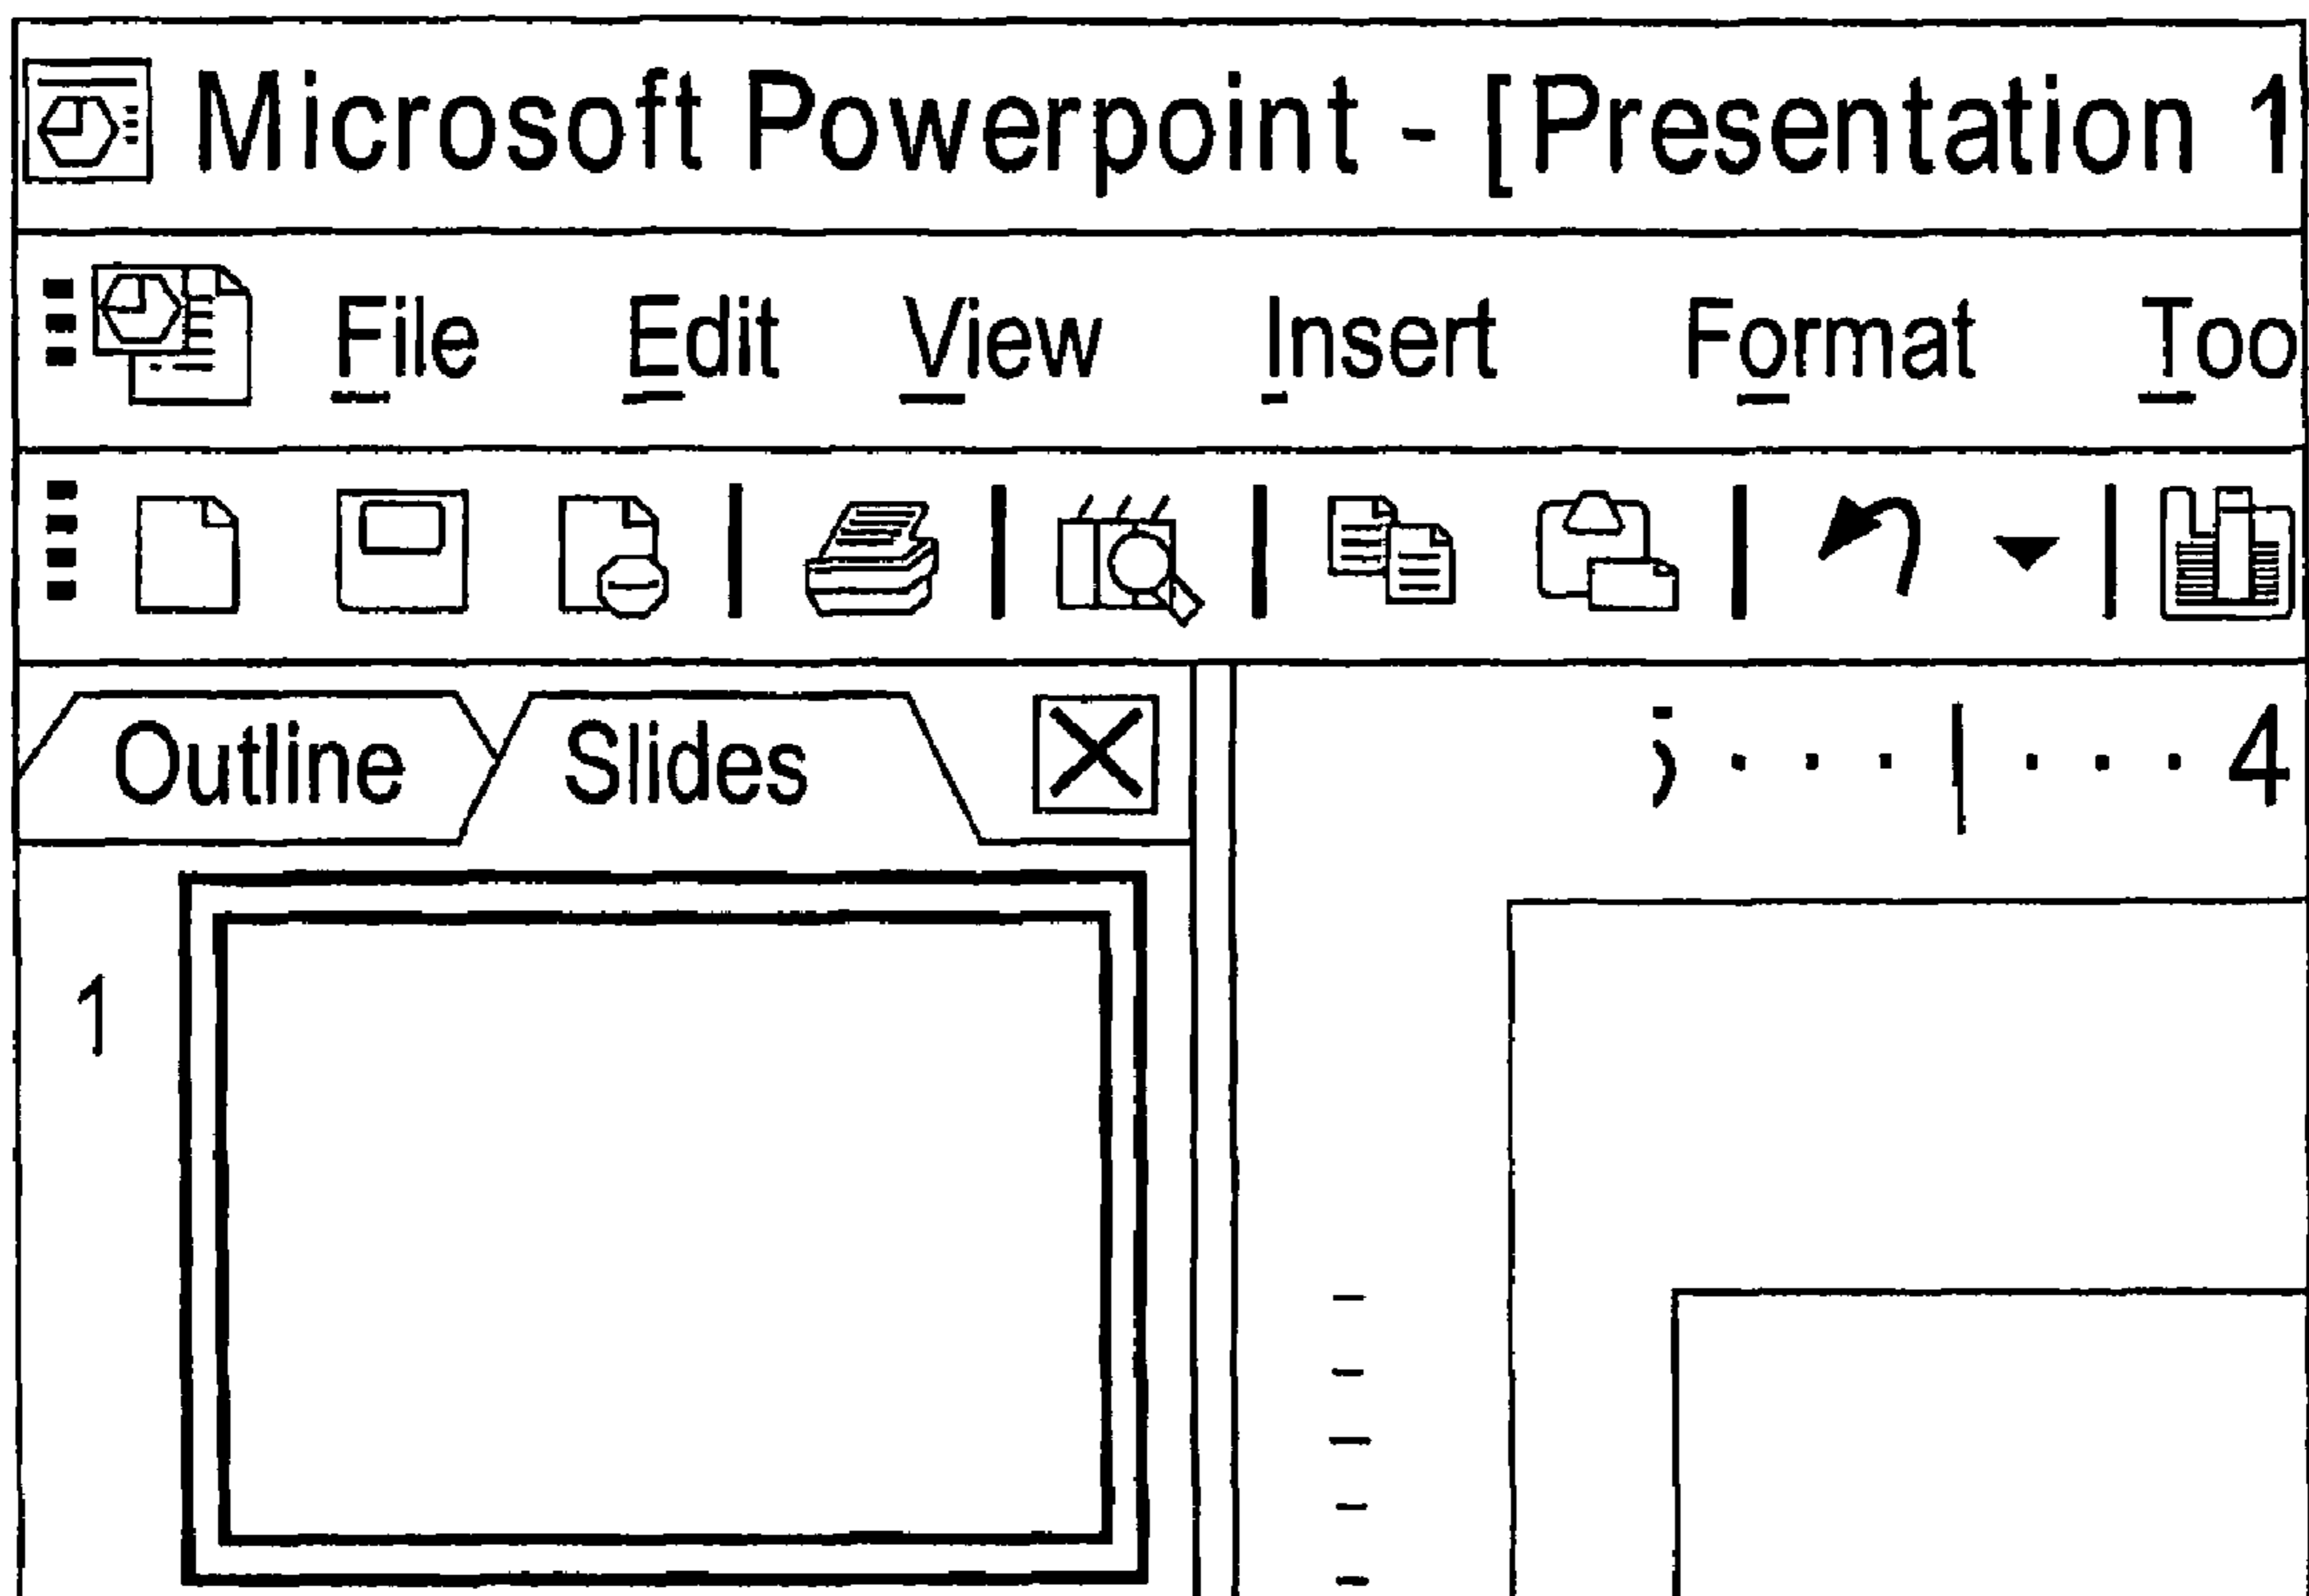 Microsoft Powerpoint - [Presentation 1
File Edit View Insert Format Too
Outline Slides
4
1